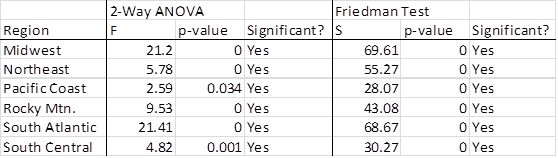 2-Way ANOVA Friedman Test
Region F p-value Significant? S p-value Significant?
Midwest 21.2 0 Yes 69.61 0 Yes
Northeast 5.78 0 Yes 55.27 0 Yes
Pacific Coast 2.59 0.034 Yes 28.07 0 Yes
Rocky Mtn. 9.53 0 Yes 43.08 0 Yes
South Atlantic 21.41 0 Yes 68.67 0 Yes
South Central 4.82 0.001 Yes 30.27 0 Yes